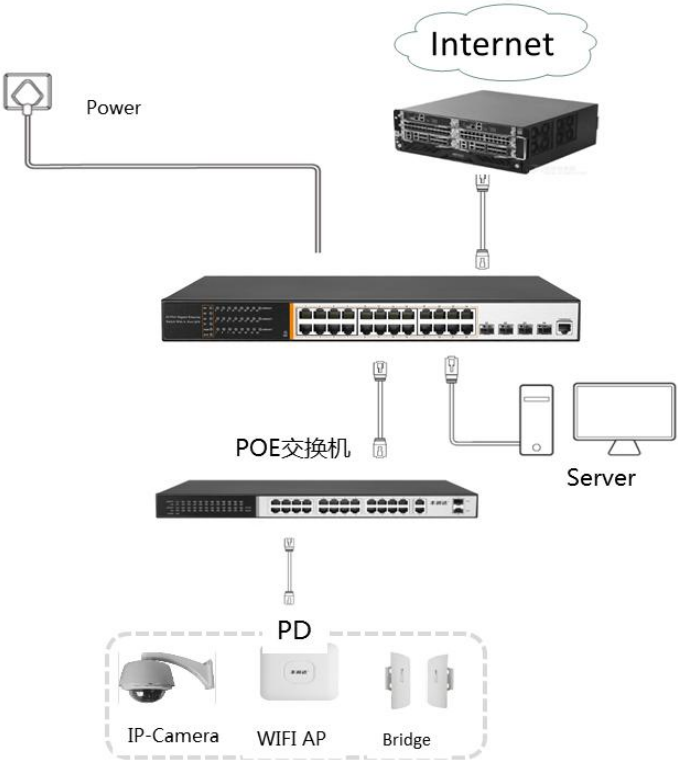 Internet
Power
POE交换机
Server
PD
IP-Camera
WIFI AP
Bridge